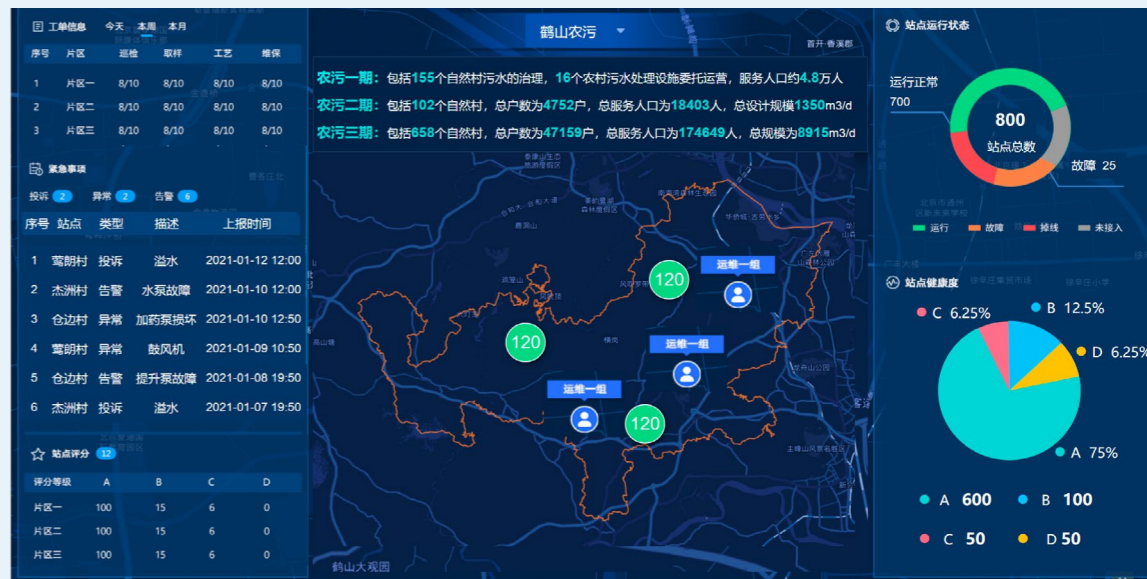 工单信息 今天 本周 本月
序号 片区 巡检 取样 工艺 维保
1 片区一 8/10 8/10 8/10 8/10
2 片区二 8/10 8/10 8/10 8/10
3 片区三 8/10 8/10 8/10 8/10
紧急事项
投诉 2 异常 2 告警 6
序号 站点 类型 描述 上报时间
1 莺朗村 投诉 溢水 2021-01-12 12:00
2 杰洲村 告警 水泵故障 2021-01-10 12:00
3 仓边村 异常 加药泵损坏 2021-01-10 12:50
4 莺朗村 异常 鼓风机 2021-01-09 10:50
5 仓边村 告警 提升泵故障 2021-01-08 19:50
6 杰洲村 投诉 溢水 2021-01-07 19:50
站点评分 12
评分等级 A B C D
片区一 100 15 6 0
片区二 100 15 6 0
片区三 100 15 6 0
鹤山农污
首开·香溪郡
农污一期：包括155个自然村污水的治理，16个农村污水处理设施委托运营，服务人口约4.8万人
农污二期：包括102个自然村，总户数为4752户，总服务人口为18403人，总设计规模1350m3/d
农污三期：包括658个自然村，总户数为47159户，总服务人口为174649人，总规模为8915m3/d
运维一组
120
运维一组
120
运维一组
120
鹤山大观园
站点运行状态
运行正常
700
800
站点总数
故障 25
运行 故障 掉线 未接入
站点健康度
C 6.25%
B 12.5%
D 6.25%
A 75%
A 600 B 100
C 50 D 50